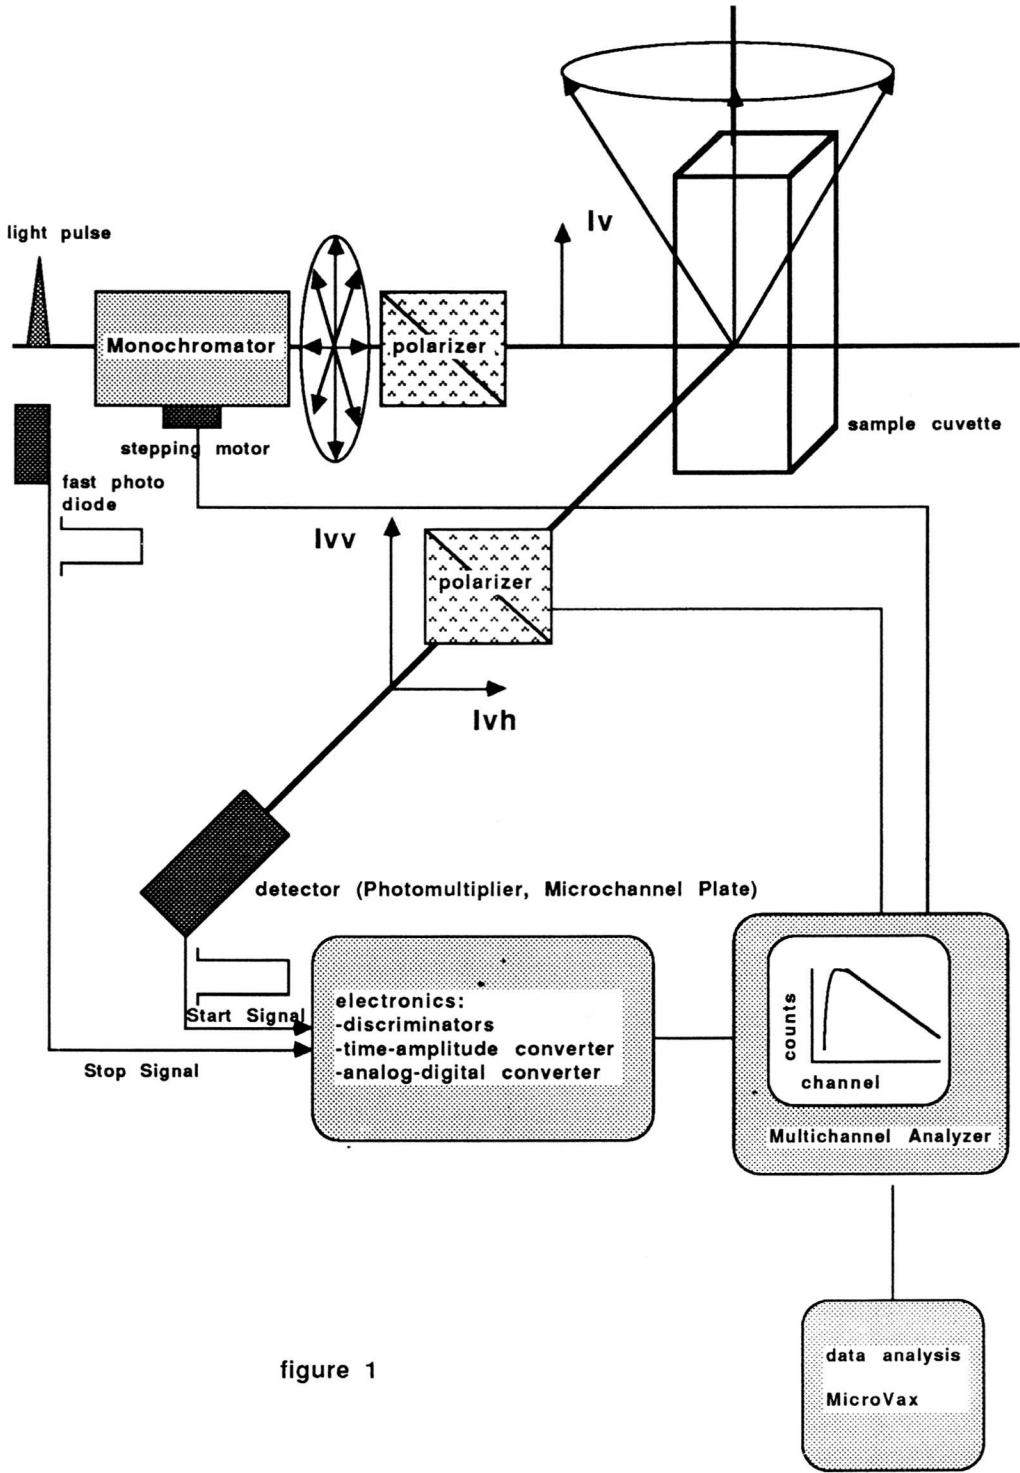 Iv
light pulse
Monochromator
polarizer
sample cuvette
stepping motor
fast photo
diode
Ivv
polarizer
Ivh
detector (Photomultiplier, Microchannel Plate)
electronics:
-discriminators
-time-amplitude converter
-analog-digital converter
Start Signal
Stop Signal
counts
channel
Multichannel Analyzer
data analysis
MicroVax
figure 1